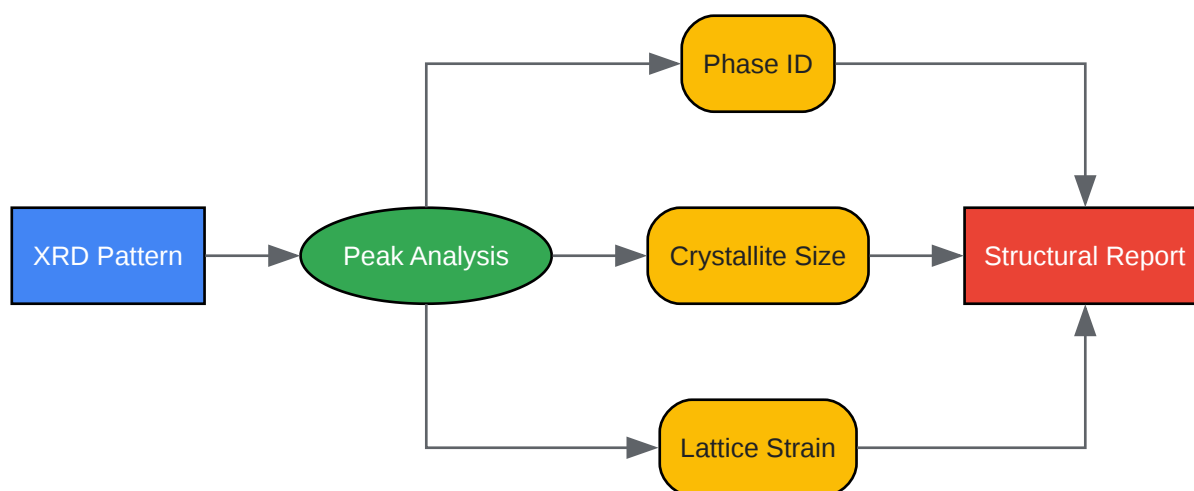 Phase ID
XRD Pattern
Peak Analysis
Crystallite Size
Structural Report
Lattice Strain